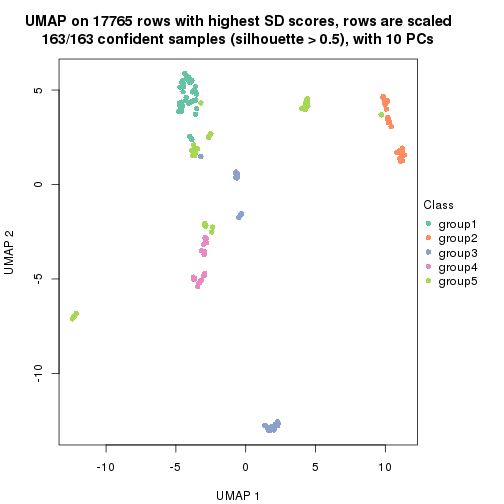 UMAP on 17765 rows with highest SD scores, rows are scaled
163/163 confident samples (silhouette > 0.5), with 10 PCs
5
0
-5
-10
UMAP 2
-10
-5
0
5
10
UMAP 1
Class
group1
group2
group3
group4
group5